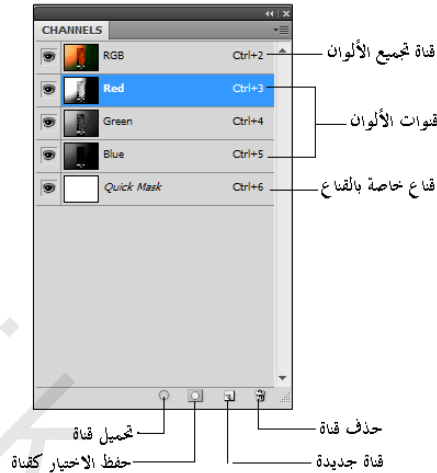 CHANNELS
RGB Ctrl+2
قناة تجميع الألوان
Red Ctrl+3
Green Ctrl+4
قنوات الألوان
Blue Ctrl+5
Quick Mask Ctrl+6
قناع خاصة بالقناع
تحميل قناة
حذف قناة
حفظ الاختيار كقناة
قناة جديدة